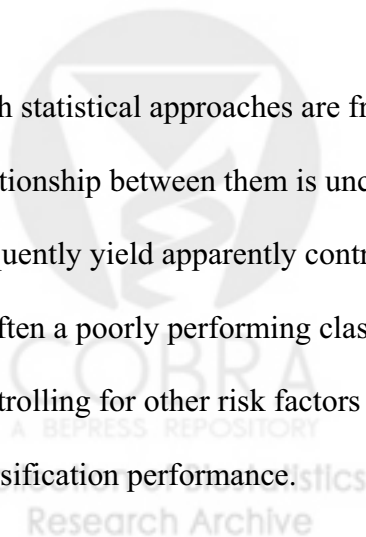 h statistical approaches are fr
tionship between them is unc
quently yield apparently contr
ften a poorly performing clas
COBRA
trolling for other risk factors
A BEPRESS REPOSITORY
sification performance.
Collection of Biostatistics
Research Archive